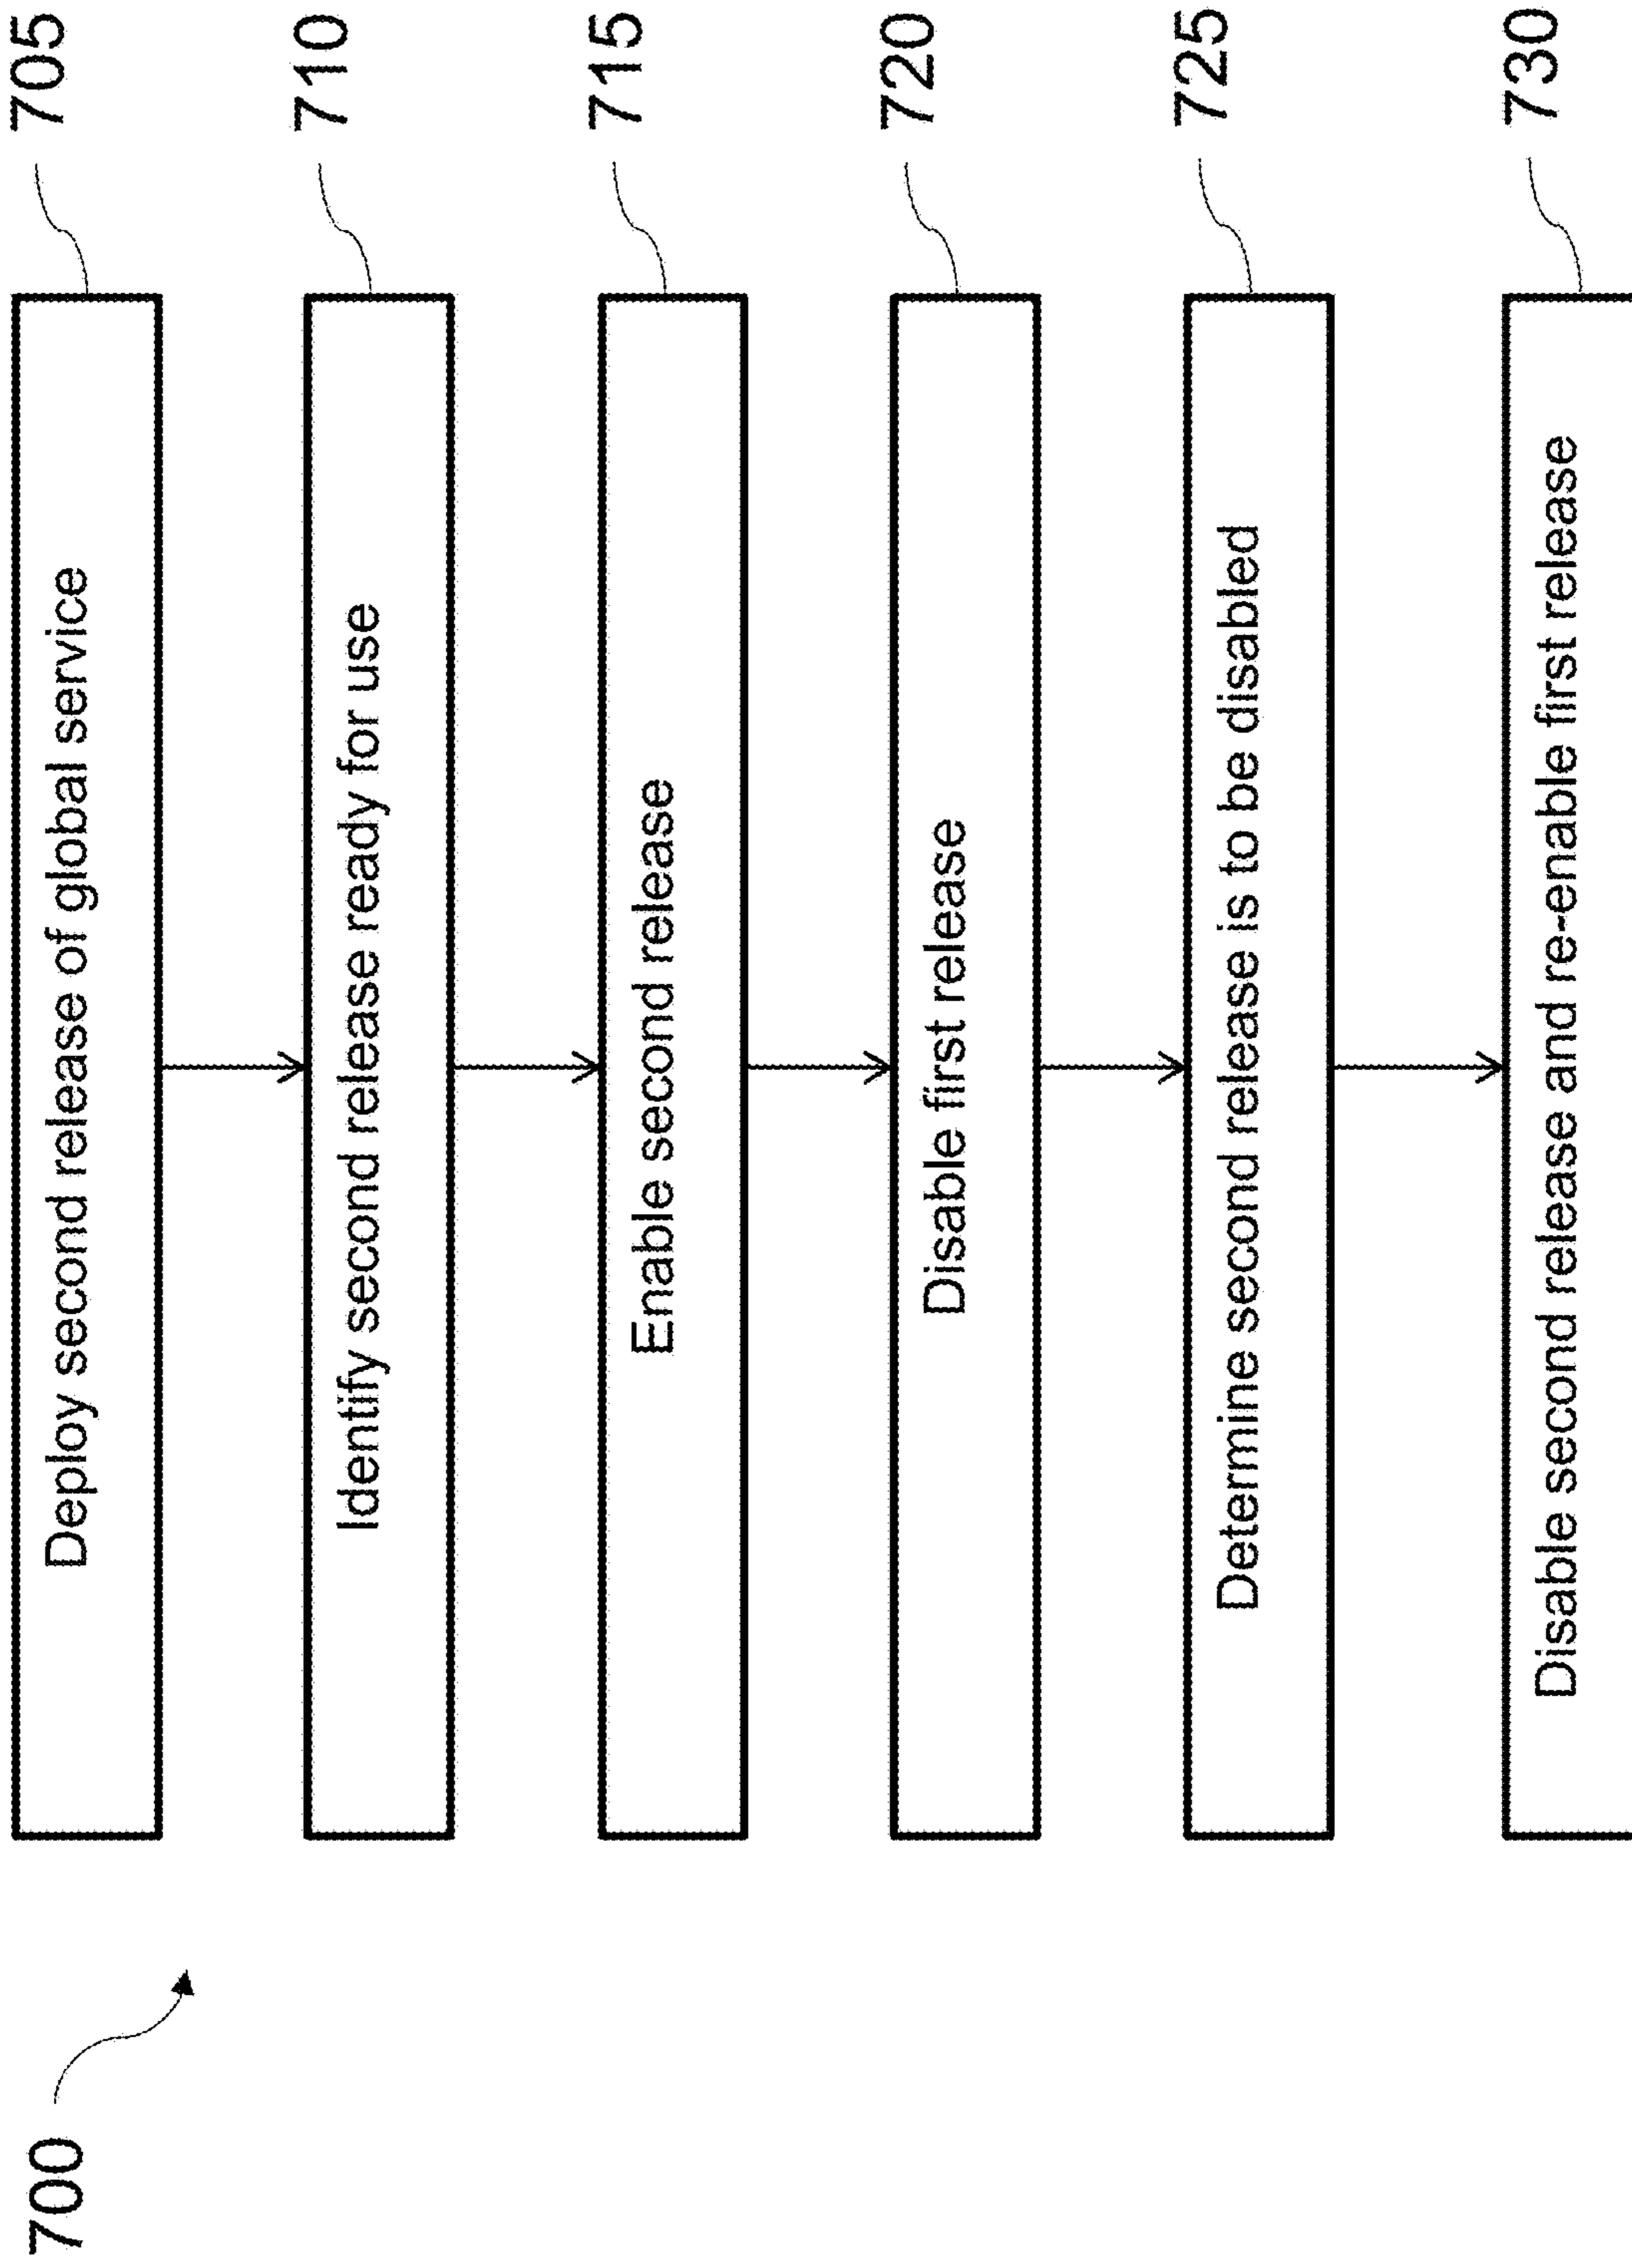 700
Deploy second release of global service
705
Identify second release ready for use
710
Enable second release
715
Disable first release
720
Determine second release is to be disabled
725
Disable second release and re-enable first release
730